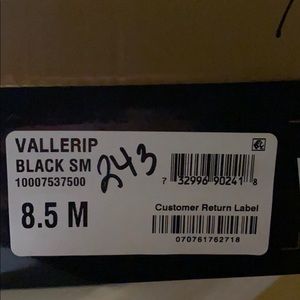 VALLERIP
BLACK SM
10007537500
243
8.5 M
7 32996 90241 8
Customer Return Label
070761762718